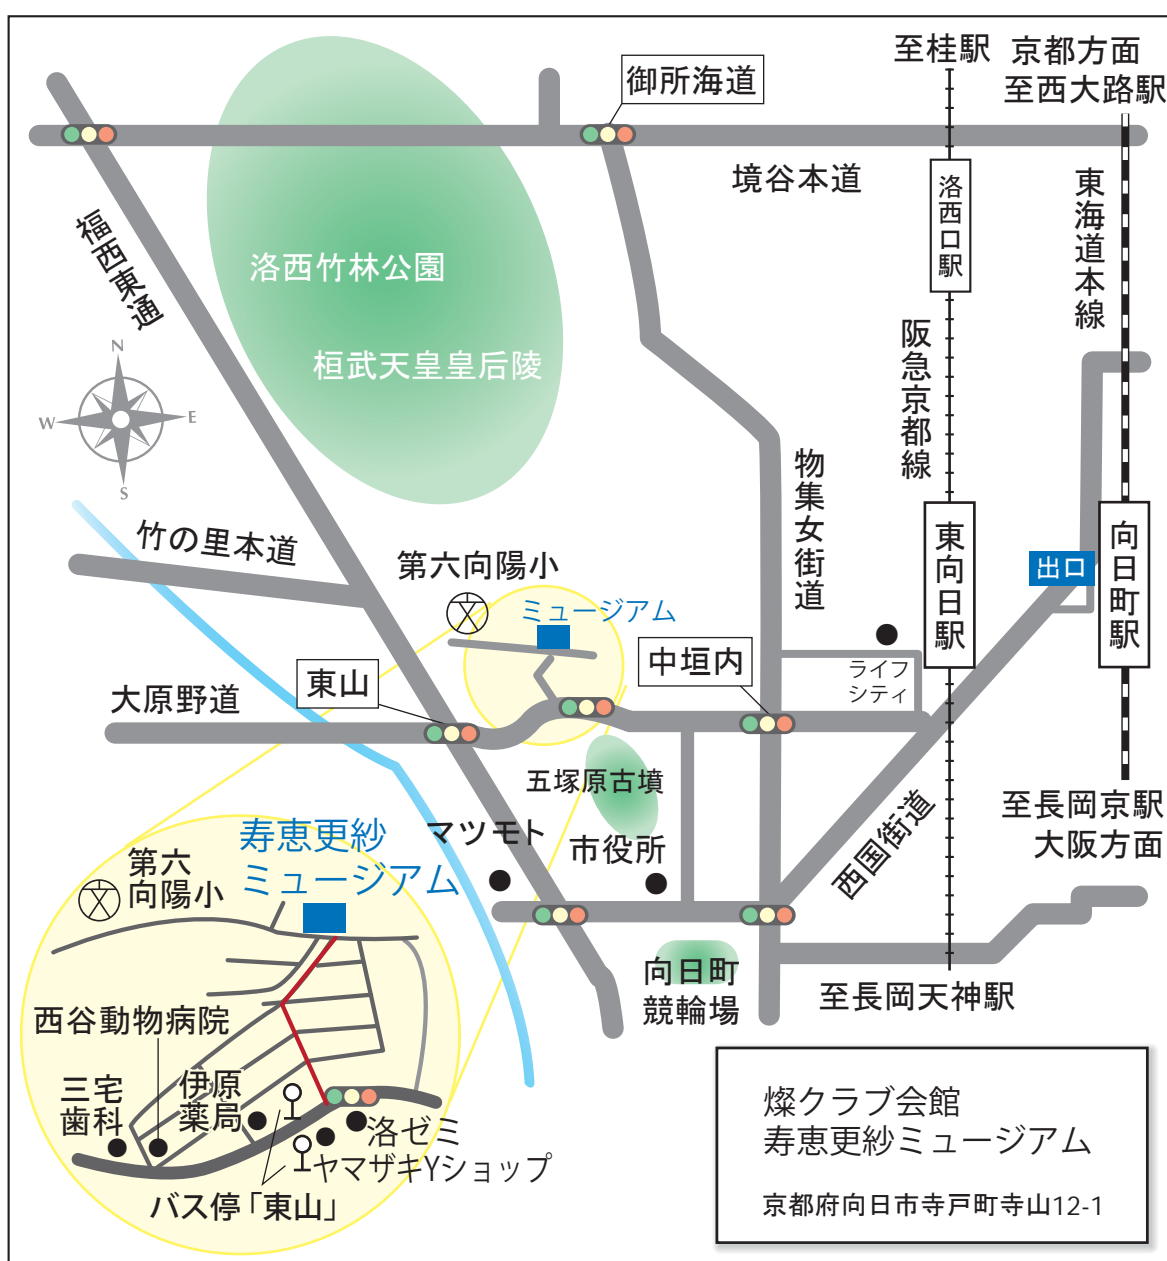 至桂駅
京都方面
至西大路駅
御所海道
境谷本道
洛西口駅
東海道本線
福西東通
洛西竹林公園
桓武天皇皇后陵
阪急京都線
N
W
E
S
物集女街道
竹の里本道
第六向陽小
ミュージアム
東向日駅
出口
向日町駅
中垣内
ライフ
シティ
東山
大原野道
五塚原古墳
至長岡京駅
大阪方面
マツモト
市役所
西国街道
向日町
競輪場
至長岡天神駅
寿恵更紗
ミュージアム
第六
向陽小
西谷動物病院
三宅
歯科
伊原
薬局
洛ゼミ
ヤマザキYショップ
バス停「東山」
燦クラブ会館
寿恵更紗ミュージアム
京都府向日市寺戸町寺山12-1